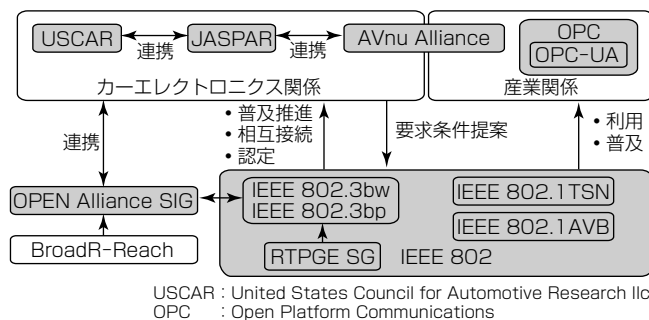 USCAR
連携
JASPAR
連携
AVnu Alliance
OPC
OPC-UA
カーエレクトロニクス関係
産業関係
連携
• 普及推進
• 相互接続
• 認定
要求条件提案
• 利用
• 普及
OPEN Alliance SIG
IEEE 802.3bw
IEEE 802.3bp
IEEE 802.1TSN
IEEE 802.1AVB
BroadR-Reach
RTPGE SG
IEEE 802
USCAR : United States Council for Automotive Research llc
OPC : Open Platform Communications